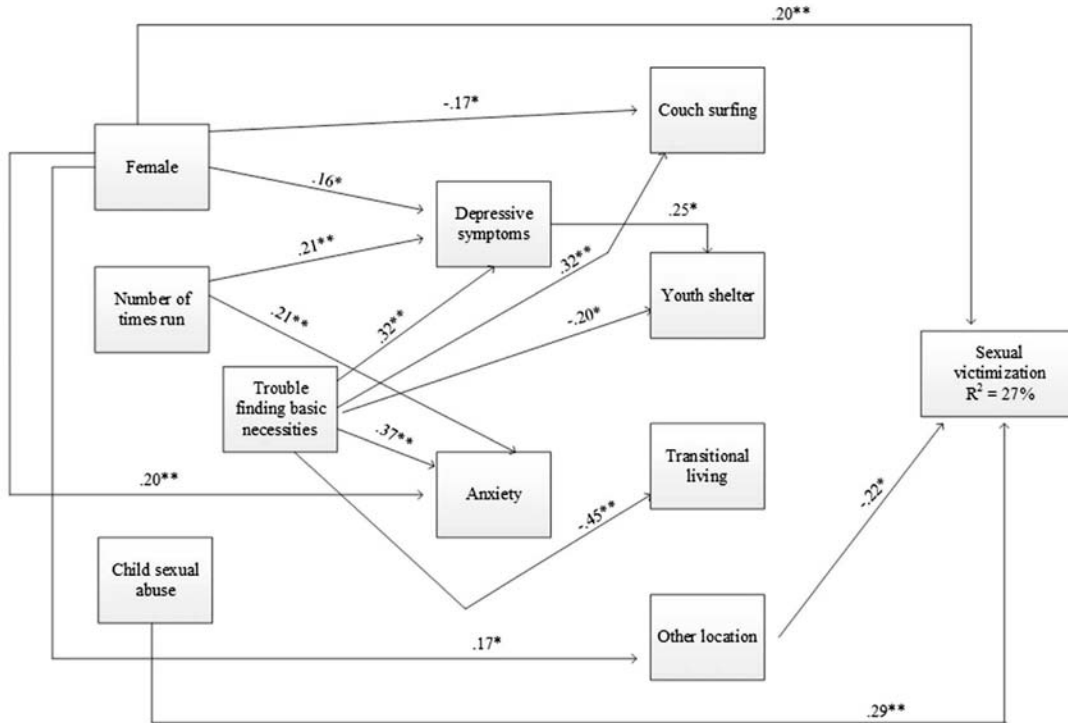 .20**
-.17*
Couch surfing
Female
.16*
Depressive
symptoms
.25*
.21**
.32**
Number of
times run
Youth shelter
.21**
.32**
-.20*
Sexual
victimization
R² = 27%
Trouble
finding basic
necessities
.37**
Transitional
living
.20**
Anxiety
-.45**
-.22*
Child sexual
abuse
Other location
.17*
.29**